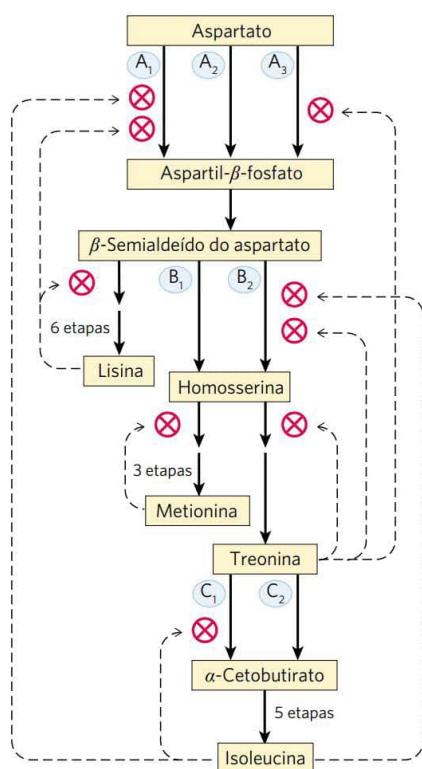 Aspartato
A₁
A₂
A₃
Aspartil-β-fosfato
β-Semialdeído do aspartato
B₁
B₂
6 etapas
Lisina
Homosserina
3 etapas
Metionina
Treonina
C₁
C₂
α-Cetobutirato
5 etapas
Isoleucina